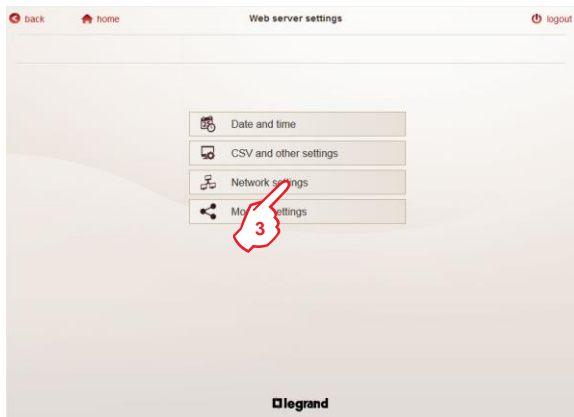 back home Web server settings logout
Date and time
CSV and other settings
Network settings
3
legrand